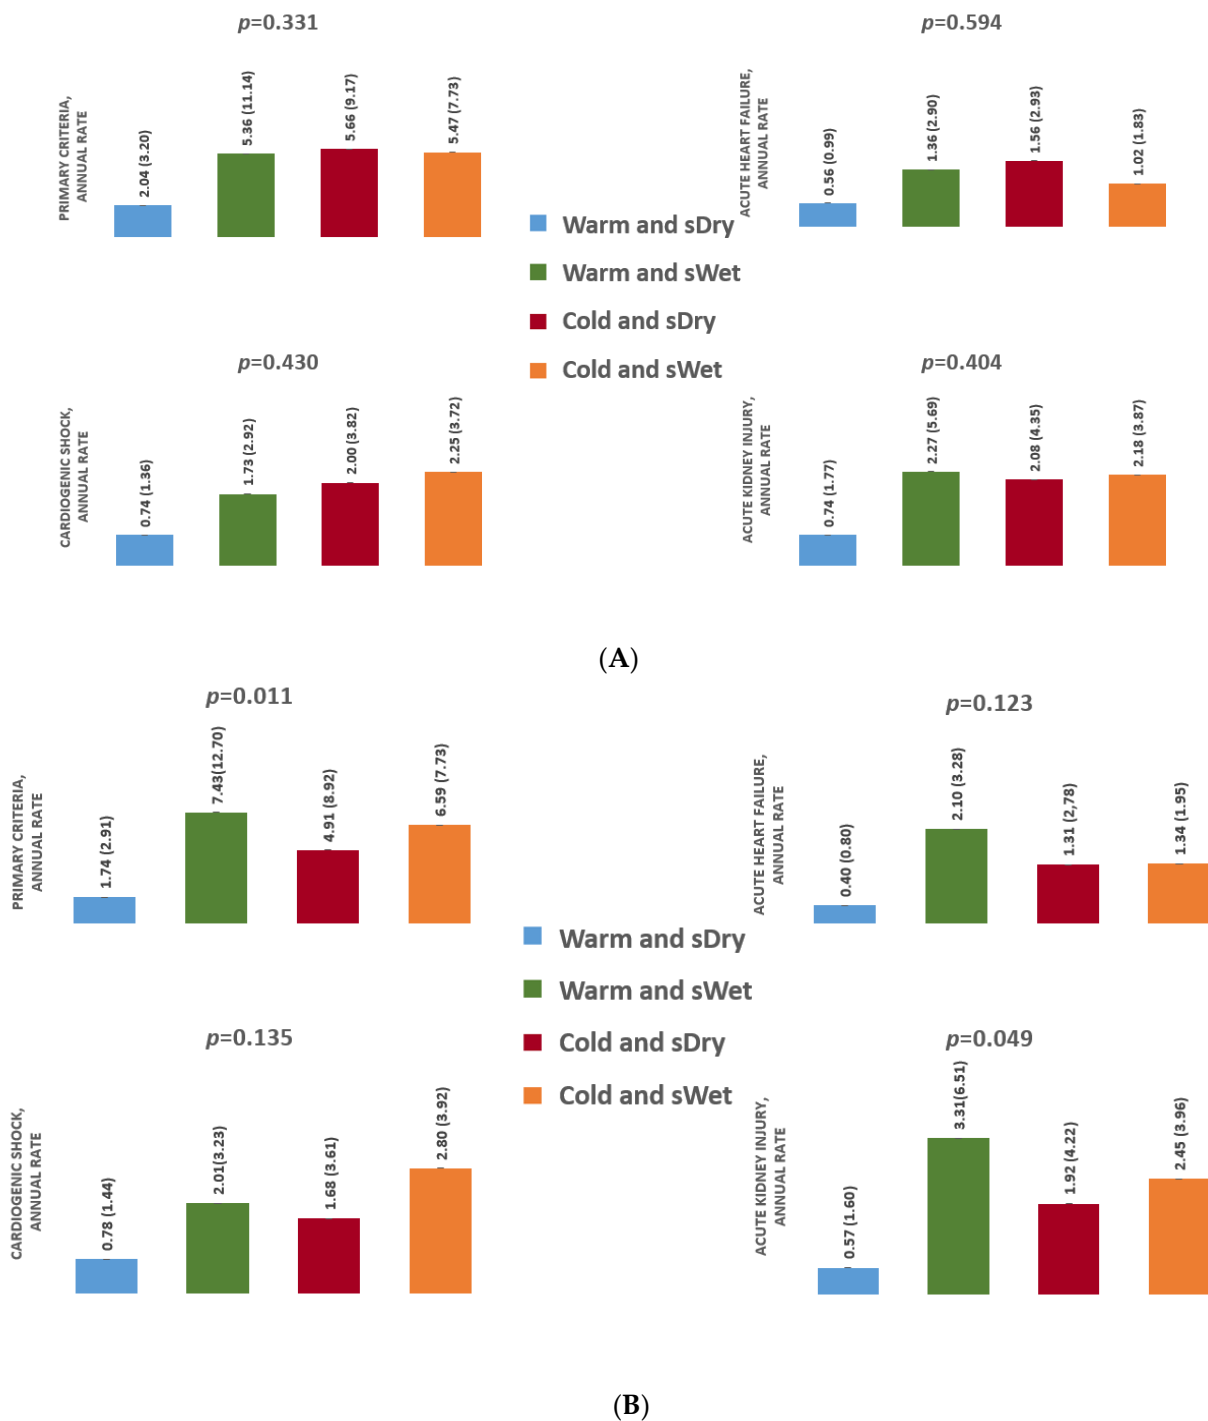 p=0.331
PRIMARY CRITERIA,
ANNUAL RATE
2.04 (3.20)
5.36 (11.14)
5.66 (9.17)
5.47 (7.73)
p=0.594
ACUTE HEART FAILURE,
ANNUAL RATE
0.56 (0.99)
1.36 (2.90)
1.56 (2.93)
1.02 (1.83)
Warm and sDry
Warm and sWet
Cold and sDry
Cold and sWet
p=0.430
CARDIOGENIC SHOCK,
ANNUAL RATE
0.74 (1.36)
1.73 (2.92)
2.00 (3.82)
2.25 (3.72)
p=0.404
ACUTE KIDNEY INJURY,
ANNUAL RATE
0.74 (1.77)
2.27 (5.69)
2.08 (4.35)
2.18 (3.87)
(A)
p=0.011
PRIMARY CRITERIA,
ANNUAL RATE
1.74 (2.91)
7.43(12.70)
4.91 (8.92)
6.59 (7.73)
p=0.123
ACUTE HEART FAILURE,
ANNUAL RATE
0.40 (0.80)
2.10 (3.28)
1.31 (2,78)
1.34 (1.95)
Warm and sDry
Warm and sWet
Cold and sDry
Cold and sWet
p=0.135
CARDIOGENIC SHOCK,
ANNUAL RATE
0.78 (1.44)
2.01(3.23)
1.68 (3.61)
2.80 (3.92)
p=0.049
ACUTE KIDNEY INJURY,
ANNUAL RATE
0.57 (1.60)
3.31(6.51)
1.92 (4.22)
2.45 (3.96)
(B)